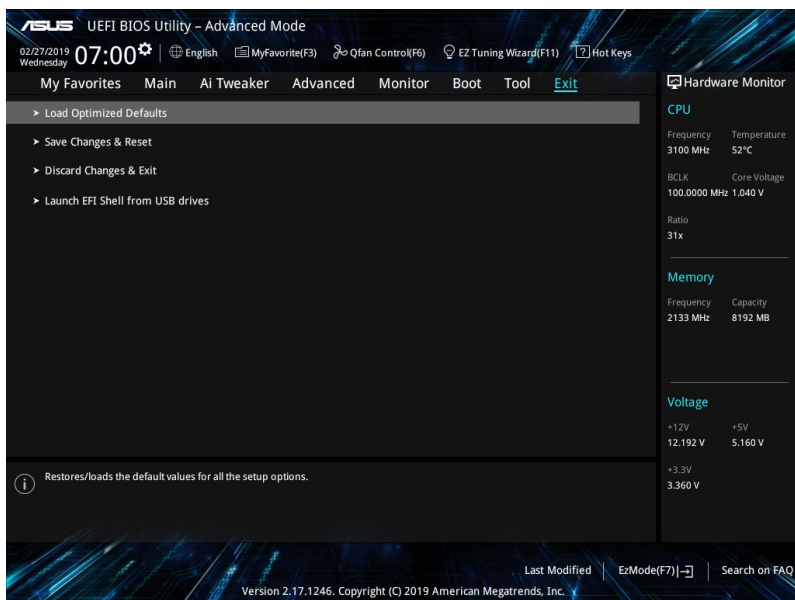 ASUS UEFI BIOS Utility – Advanced Mode
02/27/2019 Wednesday 07:00 English MyFavorite(F3) Qfan Control(F6) EZ Tuning Wizard(F11) ? Hot Keys
My Favorites Main Ai Tweaker Advanced Monitor Boot Tool Exit
Load Optimized Defaults
Save Changes & Reset
Discard Changes & Exit
Launch EFI Shell from USB drives
Restores/loads the default values for all the setup options.
Hardware Monitor
CPU
Frequency Temperature
3100 MHz 52°C
BCLK Core Voltage
100.0000 MHz 1.040 V
Ratio
31x
Memory
Frequency Capacity
2133 MHz 8192 MB
Voltage
+12V +5V
12.192 V 5.160 V
+3.3V
3.360 V
Last Modified EzMode(F7) Search on FAQ
Version 2.17.1246. Copyright (C) 2019 American Megatrends, Inc.